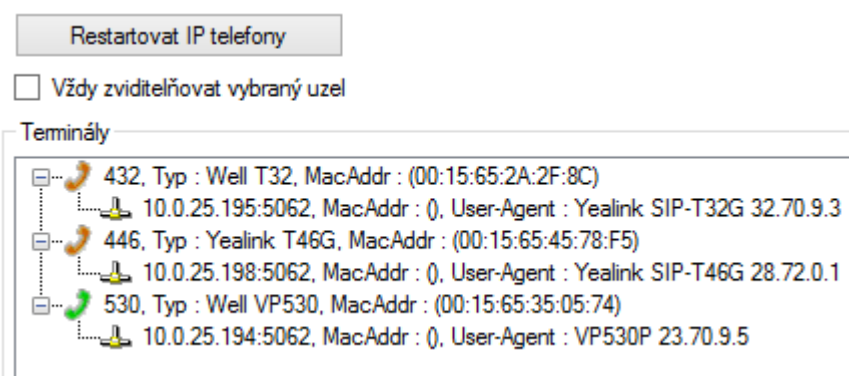 Restartovat IP telefony
Vždy zviditelňovat vybraný uzel
Terminály
432, Typ : Well T32, MacAddr : (00:15:65:2A:2F:8C)
10.0.25.195:5062, MacAddr : (), User-Agent : Yealink SIP-T32G 32.70.9.3
446, Typ : Yealink T46G, MacAddr : (00:15:65:45:78:F5)
10.0.25.198:5062, MacAddr : (), User-Agent : Yealink SIP-T46G 28.72.0.1
530, Typ : Well VP530, MacAddr : (00:15:65:35:05:74)
10.0.25.194:5062, MacAddr : (), User-Agent : VP530P 23.70.9.5